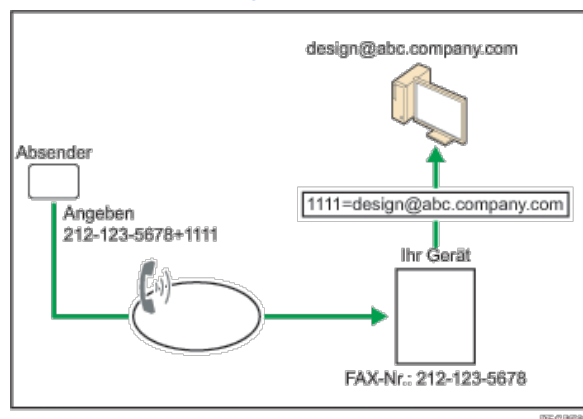 design@abc.company.com
Absender
Angeben
212-123-5678+1111
1111=design@abc.company.com
Ihr Gerät
FAX-Nr.: 212-123-5678